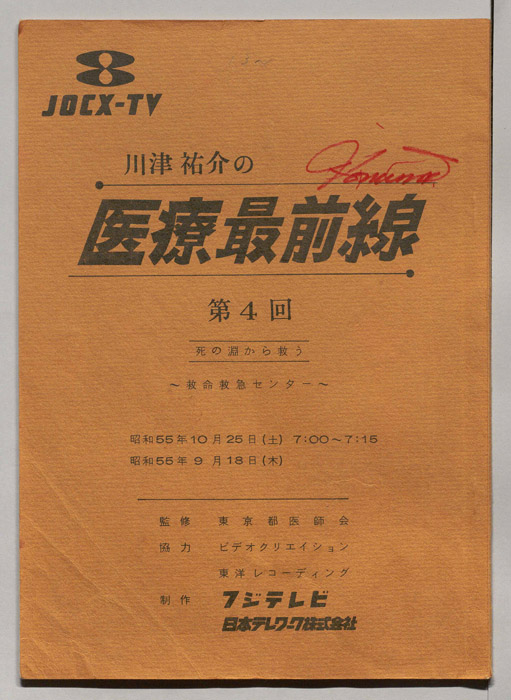 JOCX-TV
川津祐介の
医療最前線
第4回
死の淵から救う
〜救命救急センター〜
昭和55年10月25日(土) 7:00〜7:15
昭和55年 9月18日(木)
監修 東京都医師会
協力 ビデオクリエイション
東洋レコーディング
制作 フジテレビ
日本テレワーク株式会社